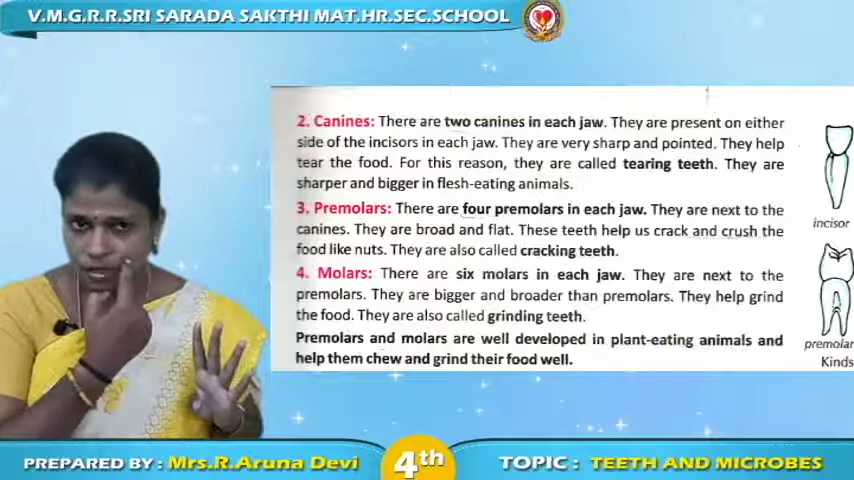 V.M.G.R.R.SRI SARADA SAKTHI MAT.HR.SEC.SCHOOL
2. Canines: There are two canines in each jaw. They are present on either
side of the incisors in each jaw. They are very sharp and pointed. They help
tear the food. For this reason, they are called tearing teeth. They are
sharper and bigger in flesh-eating animals.
3. Premolars: There are four premolars in each jaw. They are next to the
canines. They are broad and flat. These teeth help us crack and crush the
food like nuts. They are also called cracking teeth.
4. Molars: There are six molars in each jaw. They are next to the
premolars. They are bigger and broader than premolars. They help grind
the food. They are also called grinding teeth.
Premolars and molars are well developed in plant-eating animals and
help them chew and grind their food well.
incisor
premolar
Kinds
PREPARED BY : Mrs.R.Aruna Devi
4th
TOPIC : TEETH AND MICROBES